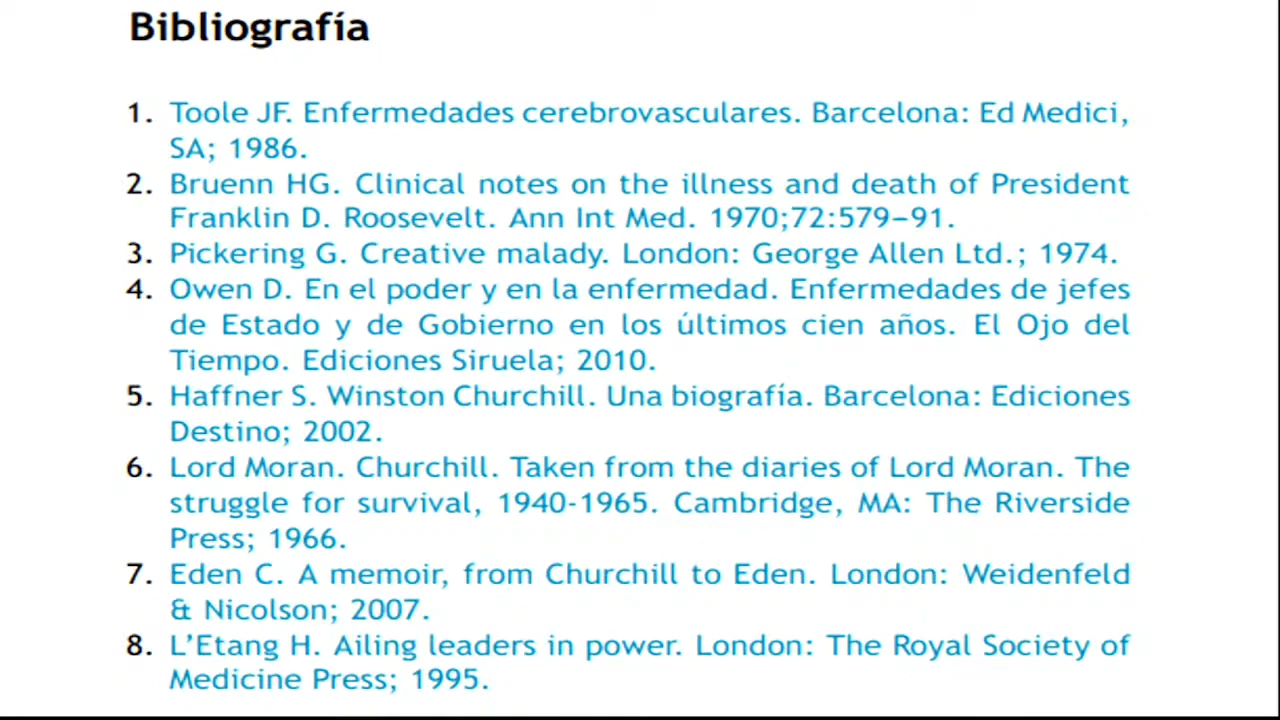 Bibliografía
1. Toole JF. Enfermedades cerebrovasculares. Barcelona: Ed Medici,
SA; 1986.
2. Bruenn HG. Clinical notes on the illness and death of President
Franklin D. Roosevelt. Ann Int Med. 1970;72:579–91.
3. Pickering G. Creative malady. London: George Allen Ltd.; 1974.
4. Owen D. En el poder y en la enfermedad. Enfermedades de jefes
de Estado y de Gobierno en los últimos cien años. El Ojo del
Tiempo. Ediciones Siruela; 2010.
5. Haffner S. Winston Churchill. Una biografía. Barcelona: Ediciones
Destino; 2002.
6. Lord Moran. Churchill. Taken from the diaries of Lord Moran. The
struggle for survival, 1940-1965. Cambridge, MA: The Riverside
Press; 1966.
7. Eden C. A memoir, from Churchill to Eden. London: Weidenfeld
& Nicolson; 2007.
8. L’Etang H. Ailing leaders in power. London: The Royal Society of
Medicine Press; 1995.